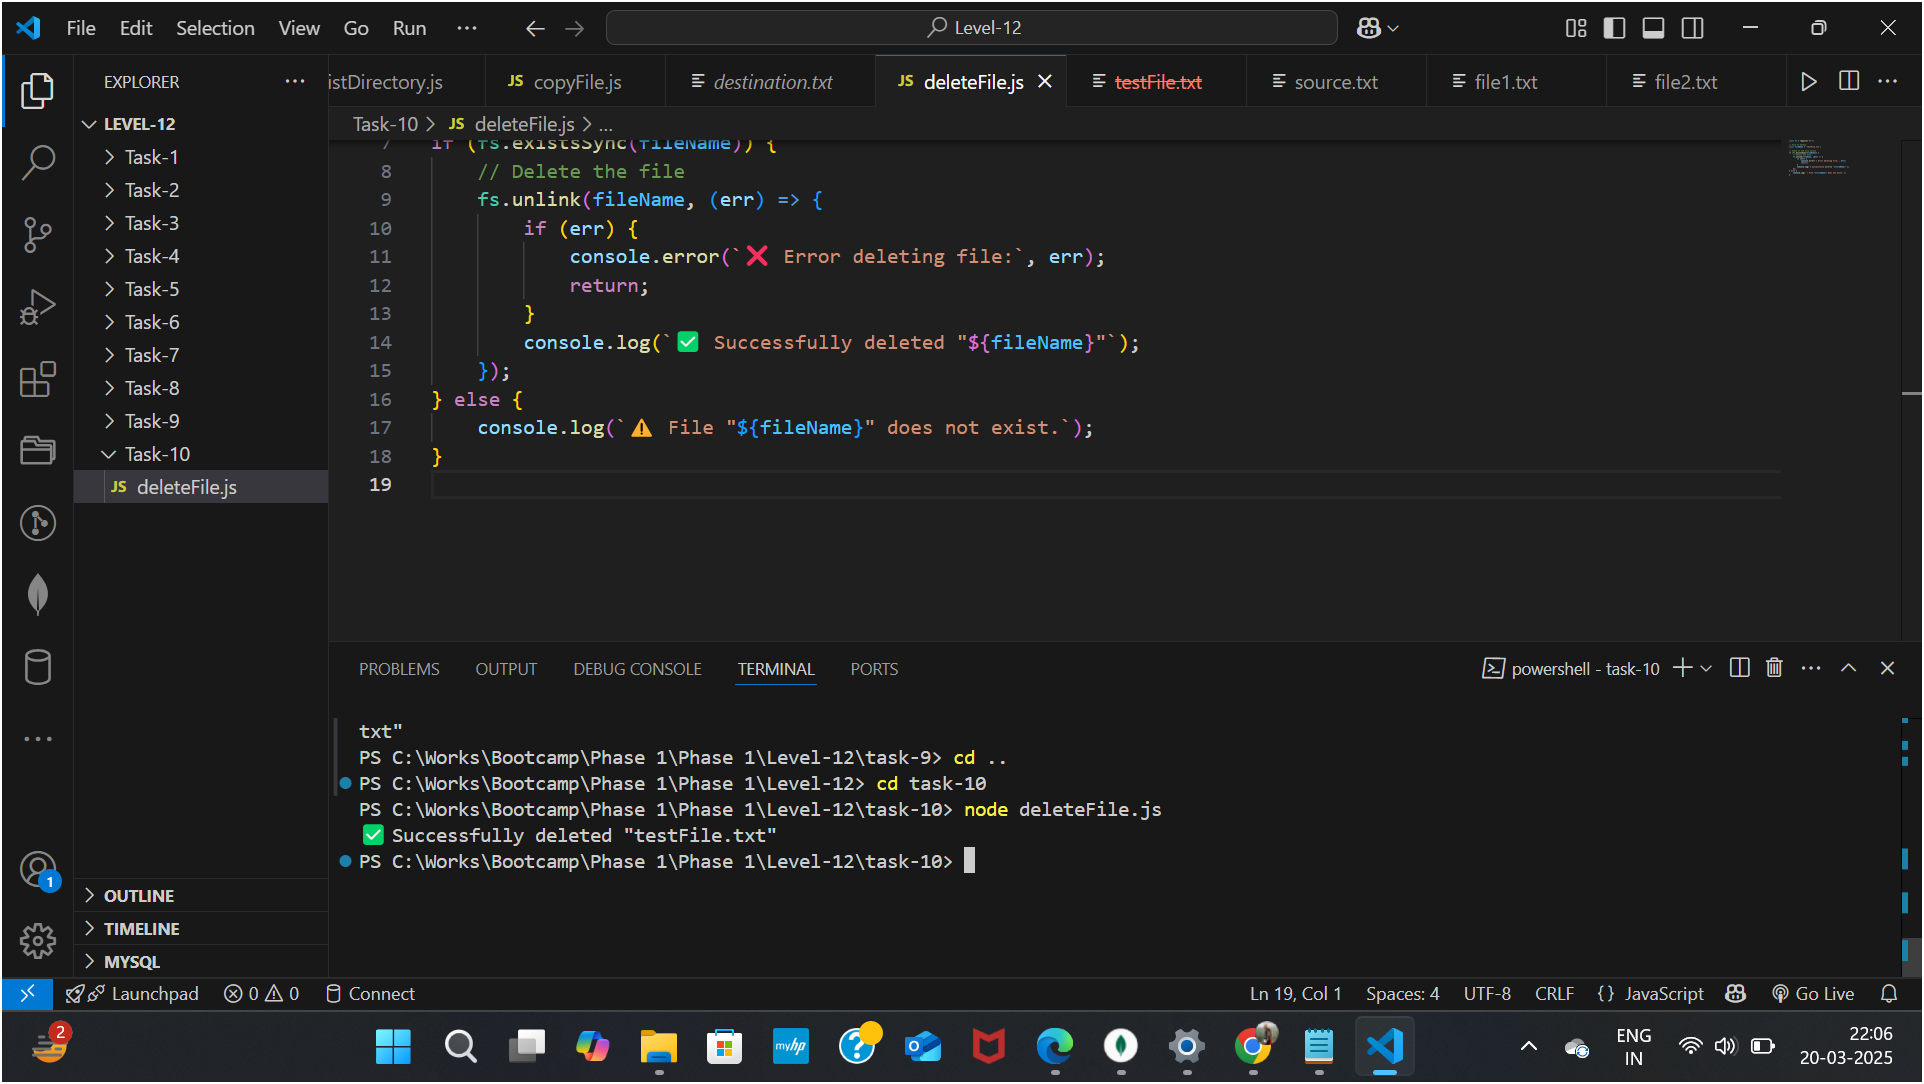 File Edit Selection View Go Run ··· Level-12
EXPLORER ···
LEVEL-12
Task-1
Task-2
Task-3
Task-4
Task-5
Task-6
Task-7
Task-8
Task-9
Task-10
JS deleteFile.js
OUTLINE
TIMELINE
MYSQL
istDirectory.js JS copyFile.js destination.txt JS deleteFile.js testFile.txt source.txt file1.txt file2.txt ···
Task-10 > JS deleteFile.js > ...
7 if (fs.existsSync(fileName)) {
8 // Delete the file
9 fs.unlink(fileName, (err) => {
10 if (err) {
11 console.error(`❌ Error deleting file:`, err);
12 return;
13 }
14 console.log(`✅ Successfully deleted "${fileName}"`);
15 });
16 } else {
17 console.log(`⚠️ File "${fileName}" does not exist.`);
18 }
19
PROBLEMS OUTPUT DEBUG CONSOLE TERMINAL PORTS powershell - task-10 ···
txt"
PS C:\Works\Bootcamp\Phase 1\Phase 1\Level-12\task-9> cd ..
PS C:\Works\Bootcamp\Phase 1\Phase 1\Level-12> cd task-10
PS C:\Works\Bootcamp\Phase 1\Phase 1\Level-12\task-10> node deleteFile.js
✅ Successfully deleted "testFile.txt"
PS C:\Works\Bootcamp\Phase 1\Phase 1\Level-12\task-10>
1
Launchpad 0 0 Connect Ln 19, Col 1 Spaces: 4 UTF-8 CRLF {} JavaScript Go Live
2 myhp ENG 22:06
IN 20-03-2025